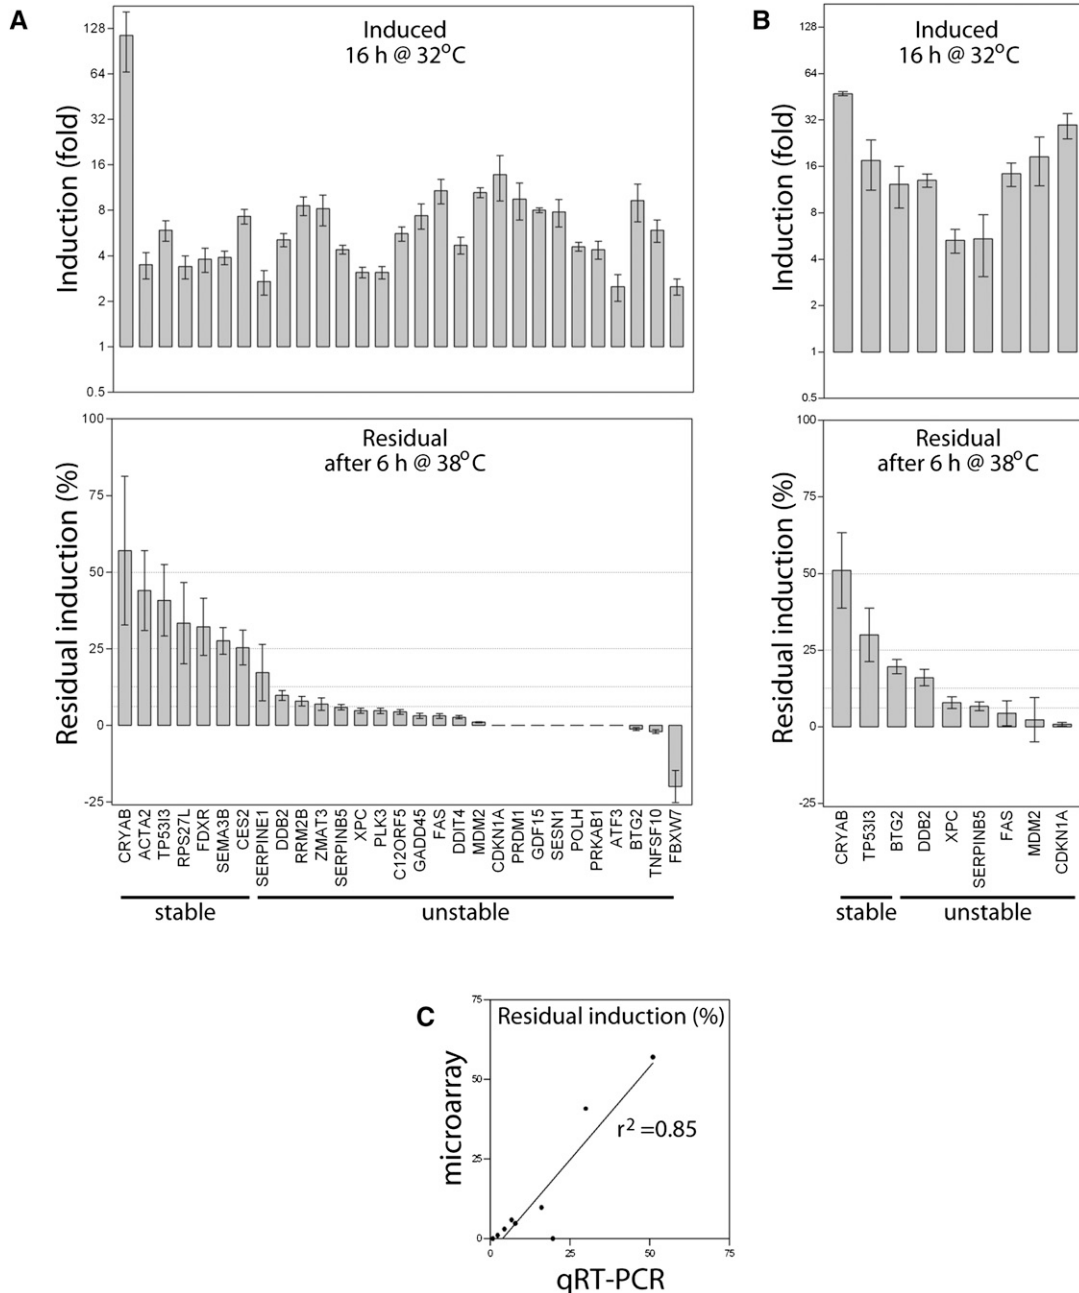 A
Induced
16 h @ 32°C
Induction (fold)
128
64
32
16
8
4
2
1
0.5
Residual
after 6 h @ 38°C
Residual induction (%)
100
75
50
25
0
-25
CRYAB
ACTA2
TP53I3
RPS27L
FDXR
SEMA3B
CES2
SERPINE1
DDB2
RRM2B
ZMAT3
SERPINB5
XPC
PLK3
C12ORF5
GADD45
FAS
DDIT4
MDM2
CDKN1A
PRDM1
GDF15
SESN1
POLH
PRKAB1
ATF3
BTG2
TNFSF10
FBXW7
stable
unstable
B
Induced
16 h @ 32°C
Induction (fold)
128
64
32
16
8
4
2
1
0.5
Residual
after 6 h @ 38°C
Residual induction (%)
100
75
50
25
0
-25
CRYAB
TP53I3
BTG2
DDB2
XPC
SERPINB5
FAS
MDM2
CDKN1A
stable
unstable
C
Residual induction (%)
microarray
75
50
25
0
r² =0.85
0
25
50
75
qRT-PCR